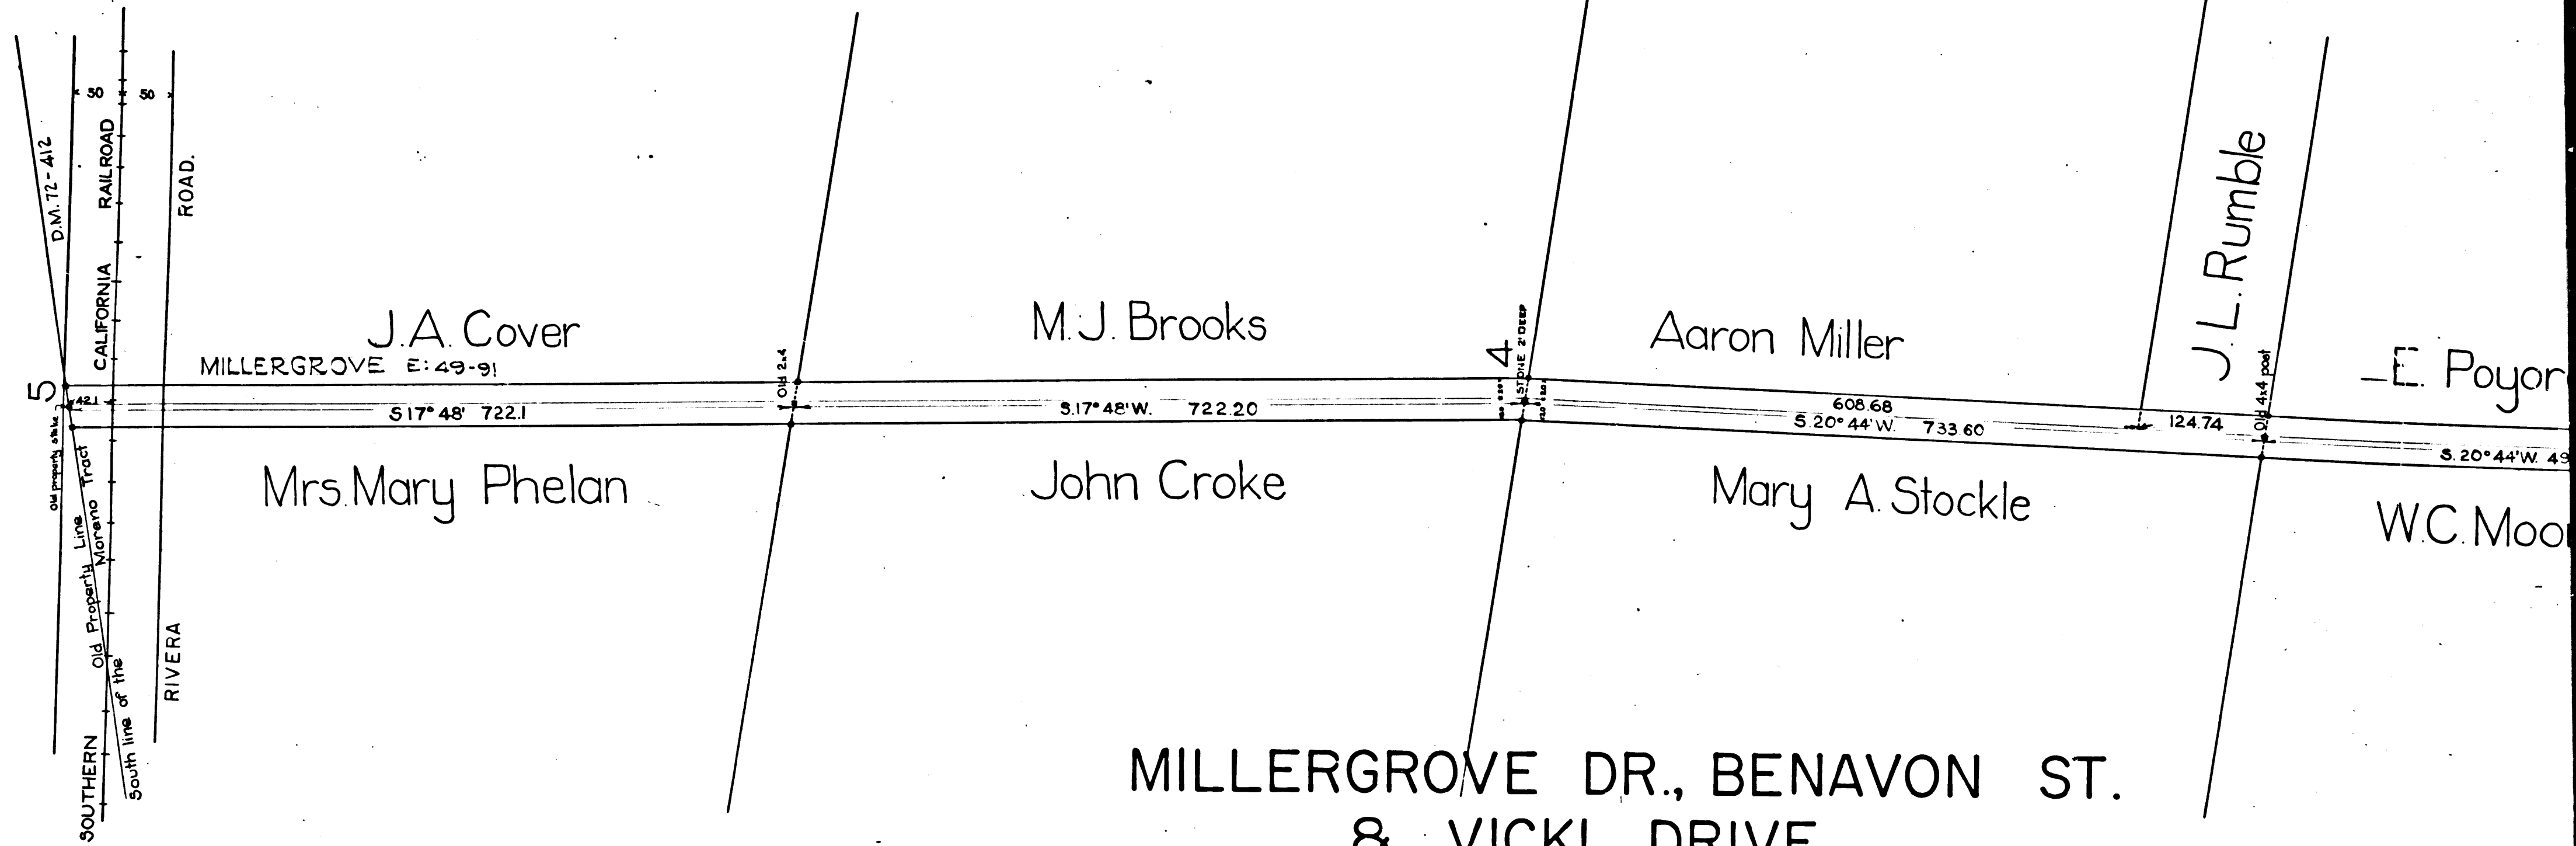 50 50
D.M. 72-412
SOUTHERN CALIFORNIA RAILROAD
RIVERA ROAD.
5
421
Old property stake
Old Property Line
South line of the Moreno Tract
J.A. Cover
MILLERGROVE E:49-91
S 17° 48' 722.1
Mrs. Mary Phelan
Old 2x4
M.J. Brooks
S. 17° 48' W. 722.20
John Croke
4
STONE 2' DEEP
Aaron Miller
608.68
S. 20° 44' W. 733.60
Mary A. Stockle
J.L. Rumble
124.74
Old 4x4 post
E. Poyor
S. 20° 44' W. 49
W.C. Moo
MILLERGROVE DR., BENAVON ST.
& VICKI DRIVE